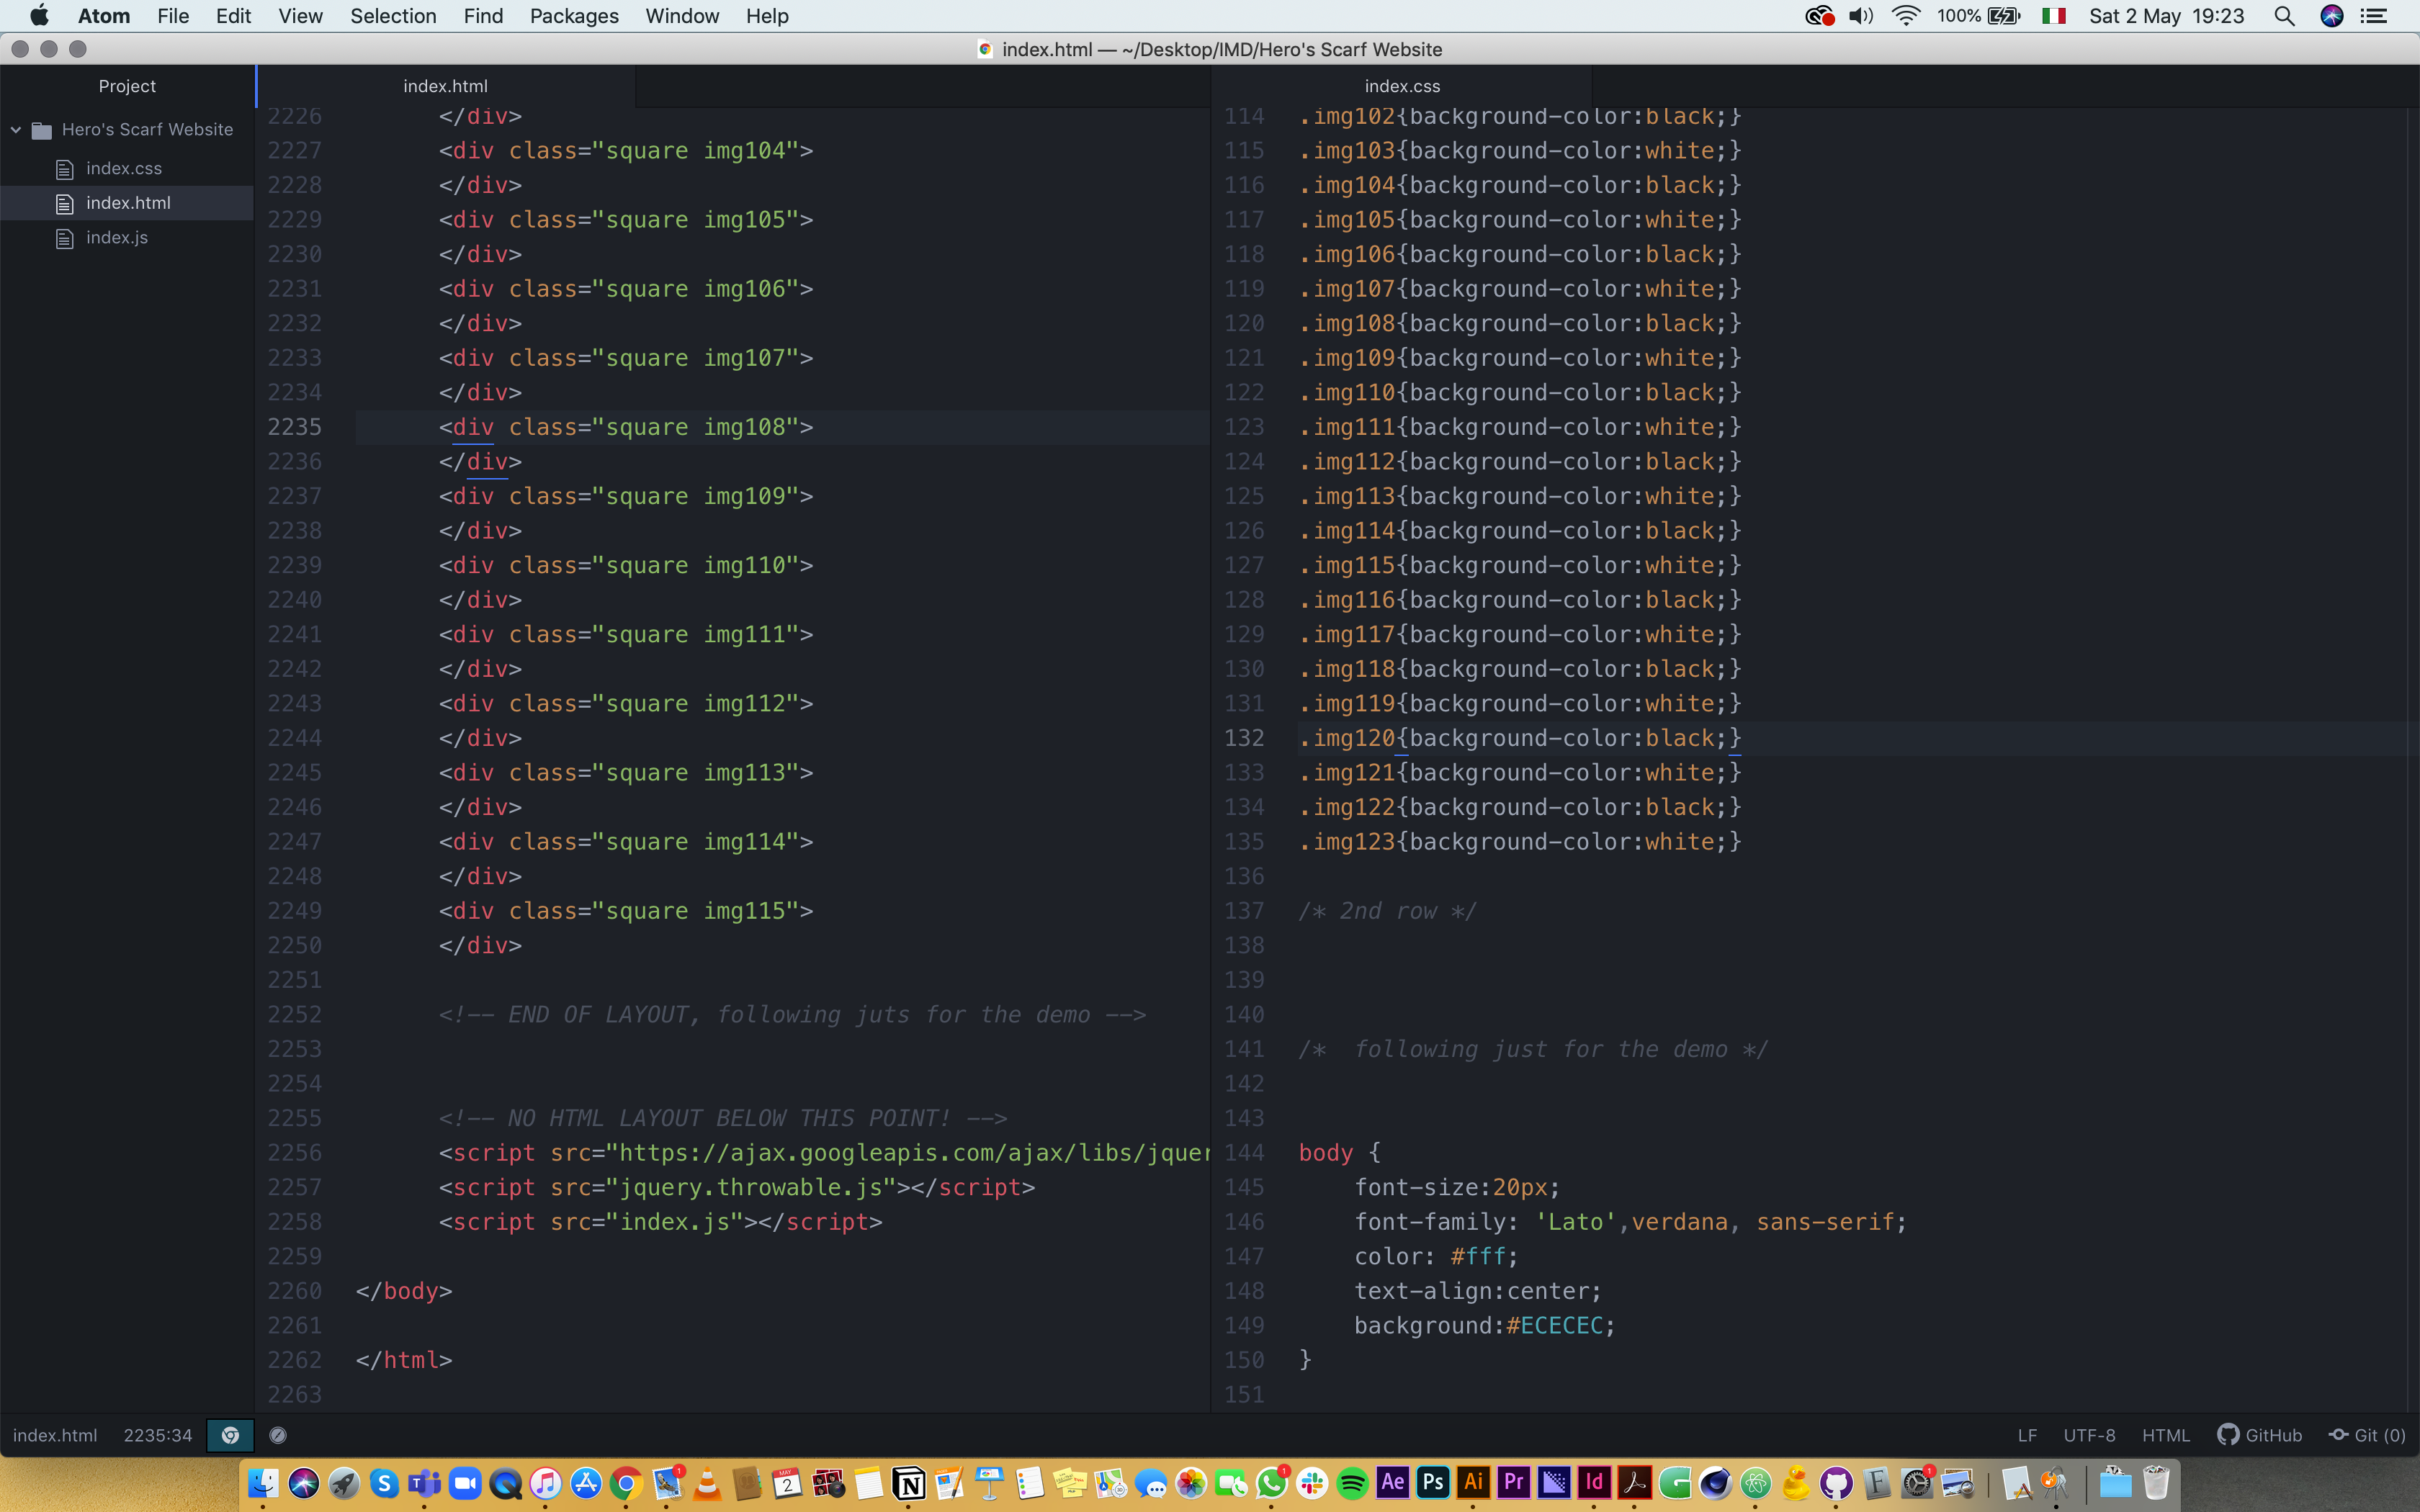 Atom File Edit View Selection Find Packages Window Help 100% Sat 2 May 19:23
index.html — ~/Desktop/IMD/Hero's Scarf Website
Project
Hero's Scarf Website
index.css
index.html
index.js
index.html
2226 </div>
2227 <div class="square img104">
2228 </div>
2229 <div class="square img105">
2230 </div>
2231 <div class="square img106">
2232 </div>
2233 <div class="square img107">
2234 </div>
2235 <div class="square img108">
2236 </div>
2237 <div class="square img109">
2238 </div>
2239 <div class="square img110">
2240 </div>
2241 <div class="square img111">
2242 </div>
2243 <div class="square img112">
2244 </div>
2245 <div class="square img113">
2246 </div>
2247 <div class="square img114">
2248 </div>
2249 <div class="square img115">
2250 </div>
2251
2252 <!-- END OF LAYOUT, following juts for the demo -->
2253
2254
2255 <!-- NO HTML LAYOUT BELOW THIS POINT! -->
2256 <script src="https://ajax.googleapis.com/ajax/libs/jquer
2257 <script src="jquery.throwable.js"></script>
2258 <script src="index.js"></script>
2259
2260 </body>
2261
2262 </html>
2263
index.css
114 .img102{background-color:black;}
115 .img103{background-color:white;}
116 .img104{background-color:black;}
117 .img105{background-color:white;}
118 .img106{background-color:black;}
119 .img107{background-color:white;}
120 .img108{background-color:black;}
121 .img109{background-color:white;}
122 .img110{background-color:black;}
123 .img111{background-color:white;}
124 .img112{background-color:black;}
125 .img113{background-color:white;}
126 .img114{background-color:black;}
127 .img115{background-color:white;}
128 .img116{background-color:black;}
129 .img117{background-color:white;}
130 .img118{background-color:black;}
131 .img119{background-color:white;}
132 .img120{background-color:black;}
133 .img121{background-color:white;}
134 .img122{background-color:black;}
135 .img123{background-color:white;}
136
137 /* 2nd row */
138
139
140
141 /*  following just for the demo */
142
143
144 body {
145 font-size:20px;
146 font-family: 'Lato',verdana, sans-serif;
147 color: #fff;
148 text-align:center;
149 background:#ECECEC;
150 }
151
index.html 2235:34 LF UTF-8 HTML GitHub Git (0)
MAY 2 Ae Ps Ai Pr Id